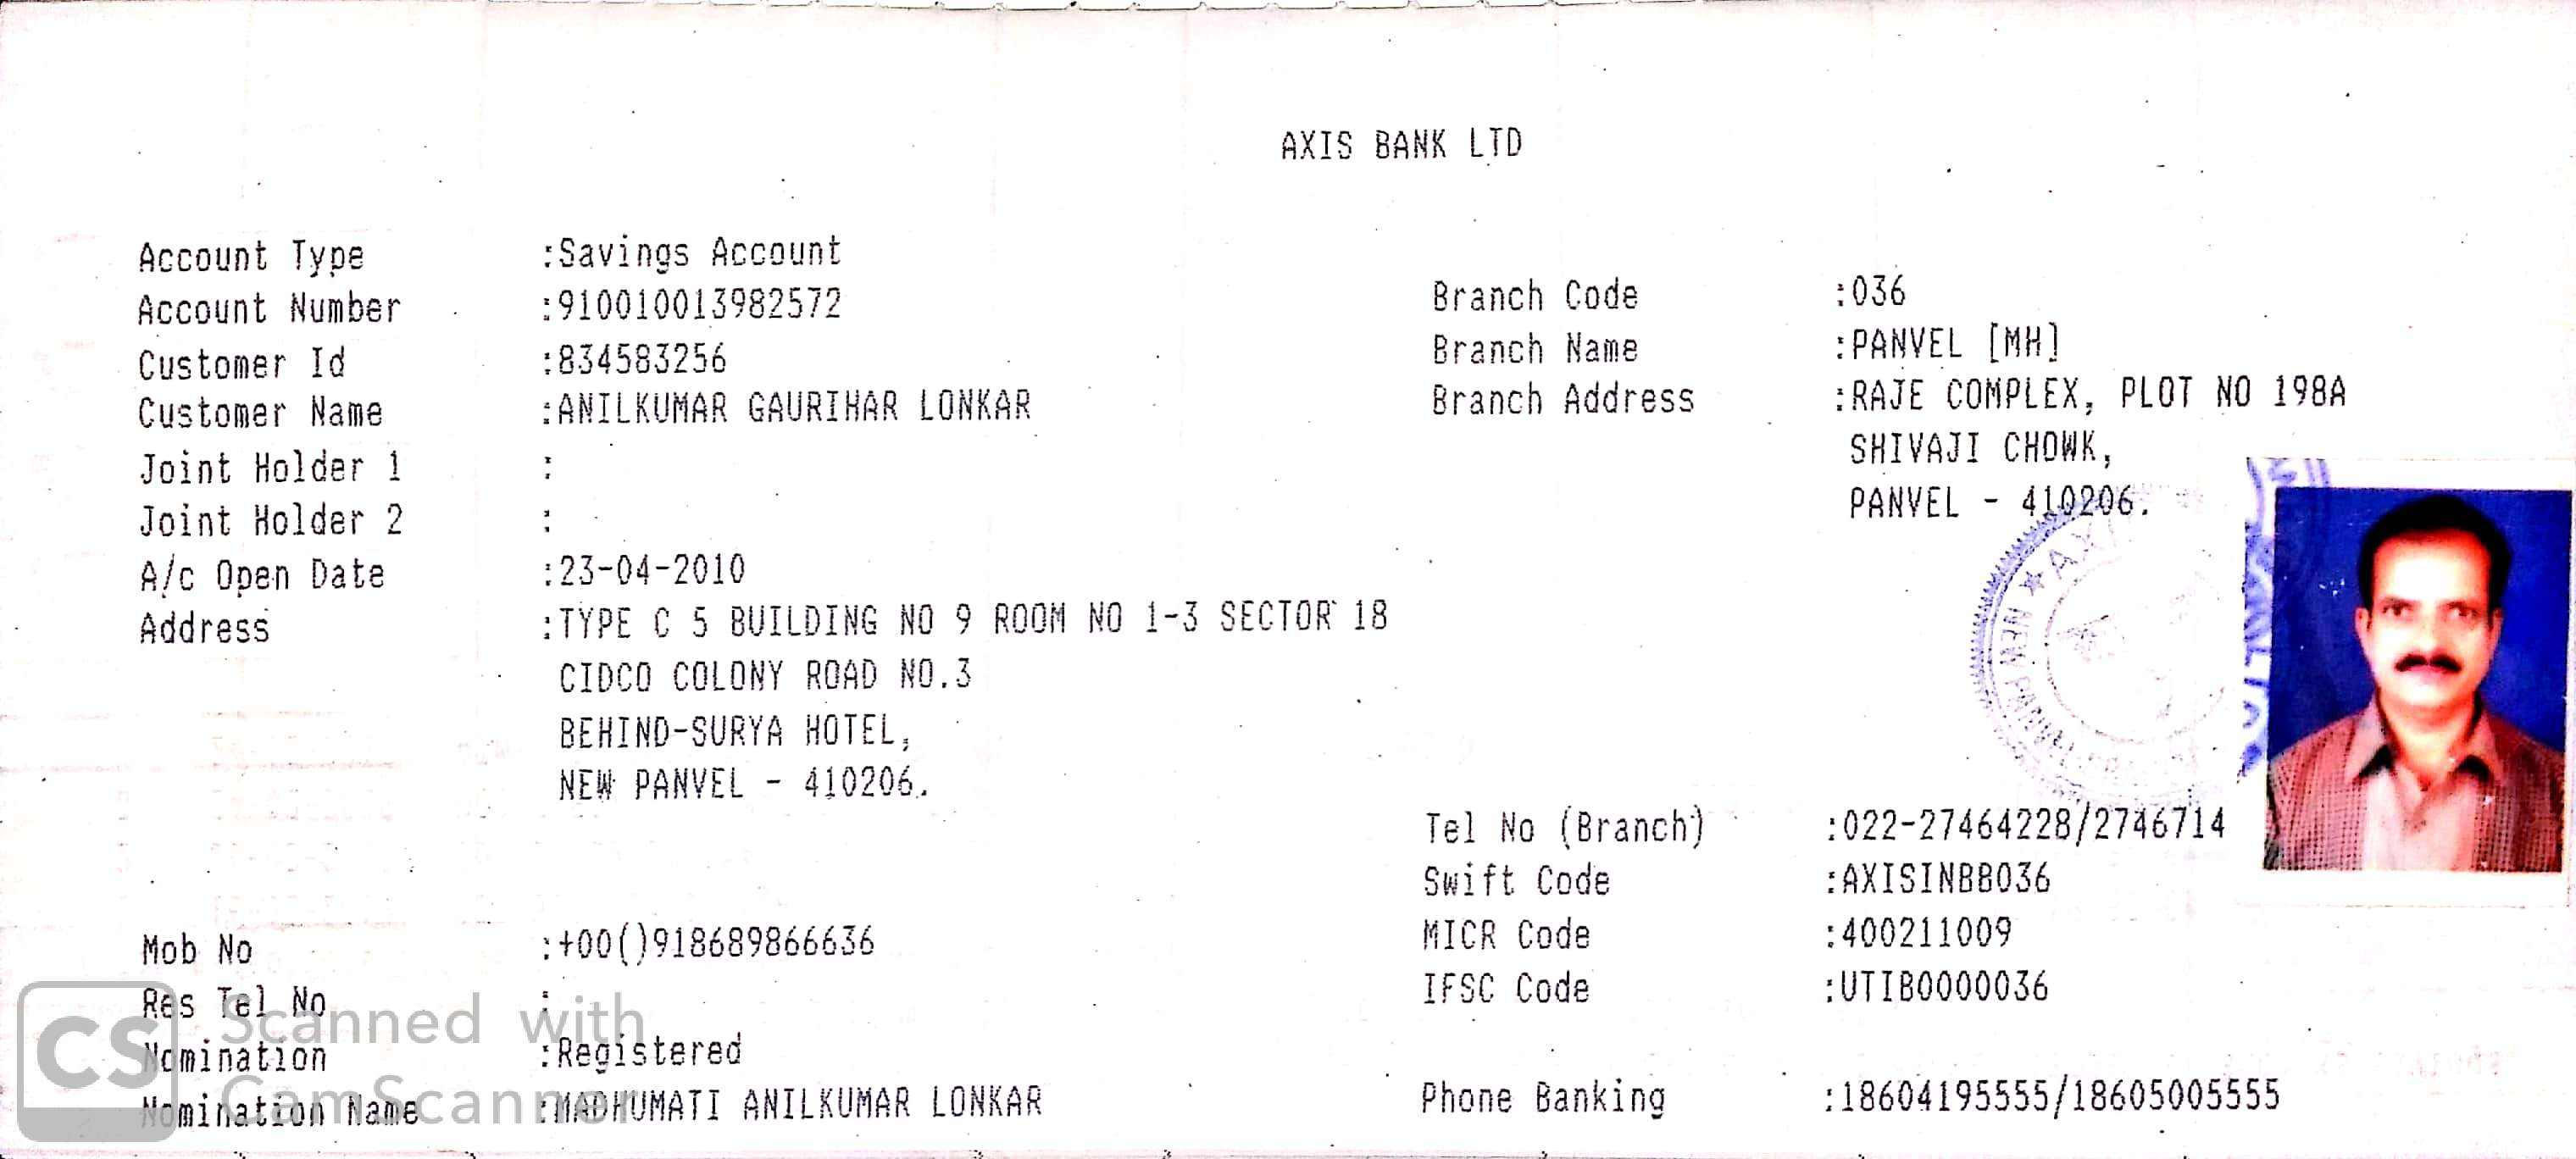 AXIS BANK LTD
Account Type :Savings Account
Account Number :910010013982572
Customer Id :834583256
Customer Name :ANILKUMAR GAURIHAR LONKAR
Joint Holder 1 :
Joint Holder 2 :
A/c Open Date :23-04-2010
Address :TYPE C 5 BUILDING NO 9 ROOM NO 1-3 SECTOR 18
CIDCO COLONY ROAD NO.3
BEHIND-SURYA HOTEL,
NEW PANVEL - 410206.
Mob No :+00()918689866636
Res Tel No :
Nomination :Registered
Nomination Name :MADHUMATI ANILKUMAR LONKAR
Branch Code :036
Branch Name :PANVEL [MH]
Branch Address :RAJE COMPLEX, PLOT NO 198A
SHIVAJI CHOWK,
PANVEL - 410206.
Tel No (Branch) :022-27464228/2746714
Swift Code :AXISINBB036
MICR Code :400211009
IFSC Code :UTIB0000036
Phone Banking :18604195555/18605005555
NEW PANVEL
CS
Scanned with
CamScanner